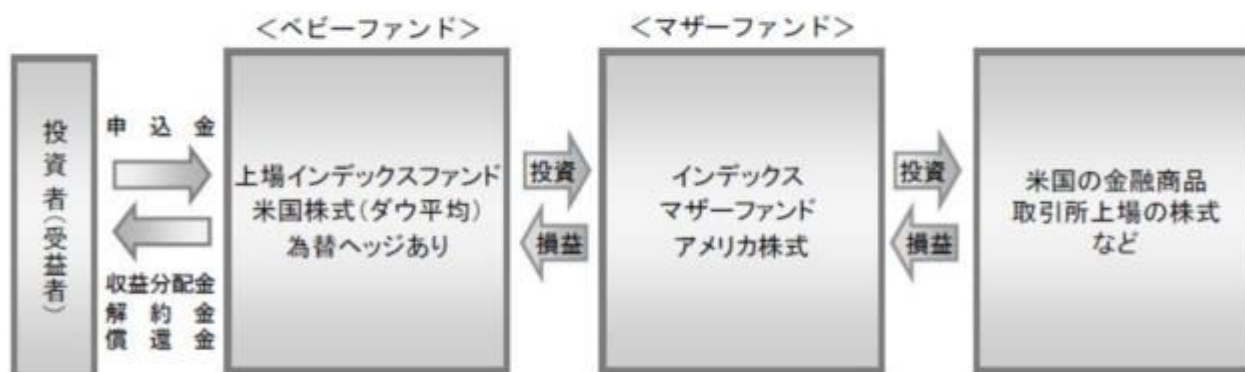 ＜ベビーファンド＞
＜マザーファンド＞
投資者(受益者)
申込金
収益分配金
解約金
償還金
上場インデックスファンド
米国株式(ダウ平均)
為替ヘッジあり
投資
損益
インデックス
マザーファンド
アメリカ株式
投資
損益
米国の金融商品
取引所上場の株式
など